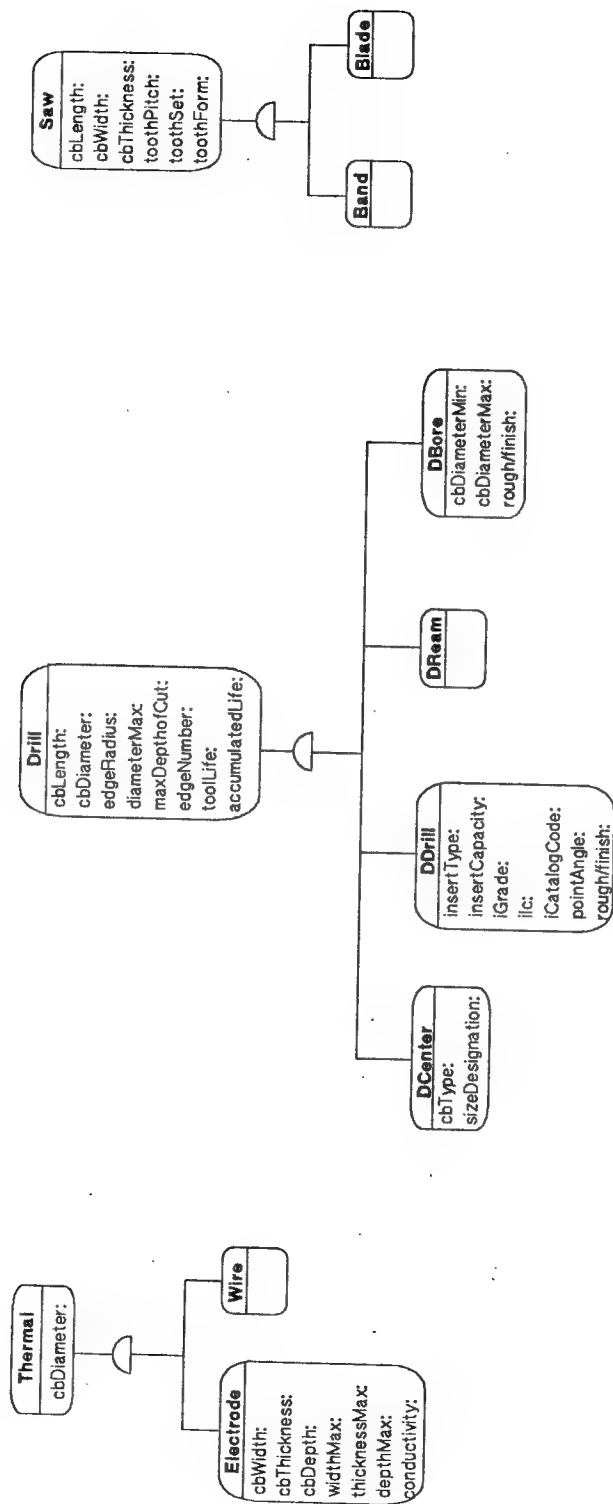 Thermal
cbDiameter:
Electrode
cbWidth:
cbThickness:
cbDepth:
widthMax:
thicknessMax:
depthMax:
conductivity:
Wire
Drill
cbLength:
cbDiameter:
edgeRadius:
diameterMax:
maxDepthofCut:
edgeNumber:
toolLife:
accumulatedLife:
DCenter
cbType:
sizeDesignation:
DDrill
insertType:
insertCapacity:
iGrade:
iIc:
iCatalogCode:
pointAngle:
rough/finish:
DReam
DBore
cbDiameterMin:
cbDiameterMax:
rough/finish:
Saw
cbLength:
cbWidth:
cbThickness:
toothPitch:
toothSet:
toothForm:
Band
Blade